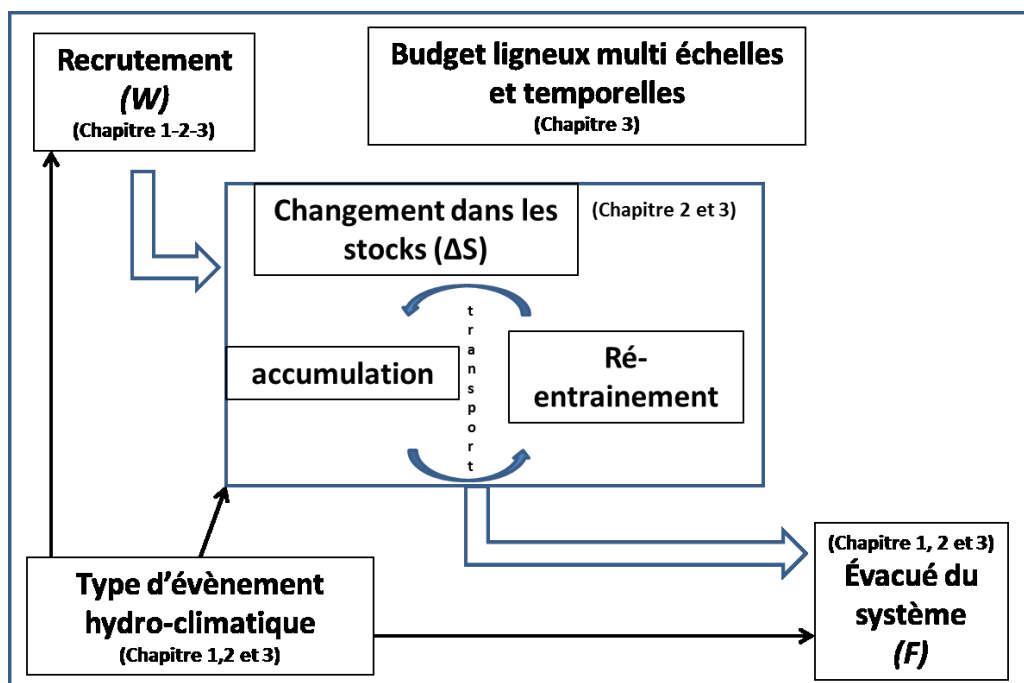 Recrutement
(W)
(Chapitre 1-2-3)
Budget ligneux multi échelles
et temporelles
(Chapitre 3)
Changement dans les
stocks (ΔS)
(Chapitre 2 et 3)
transport
accumulation
Ré-
entrainement
Type d'évènement
hydro-climatique
(Chapitre 1,2 et 3)
(Chapitre 1, 2 et 3)
Évacué du
système
(F)